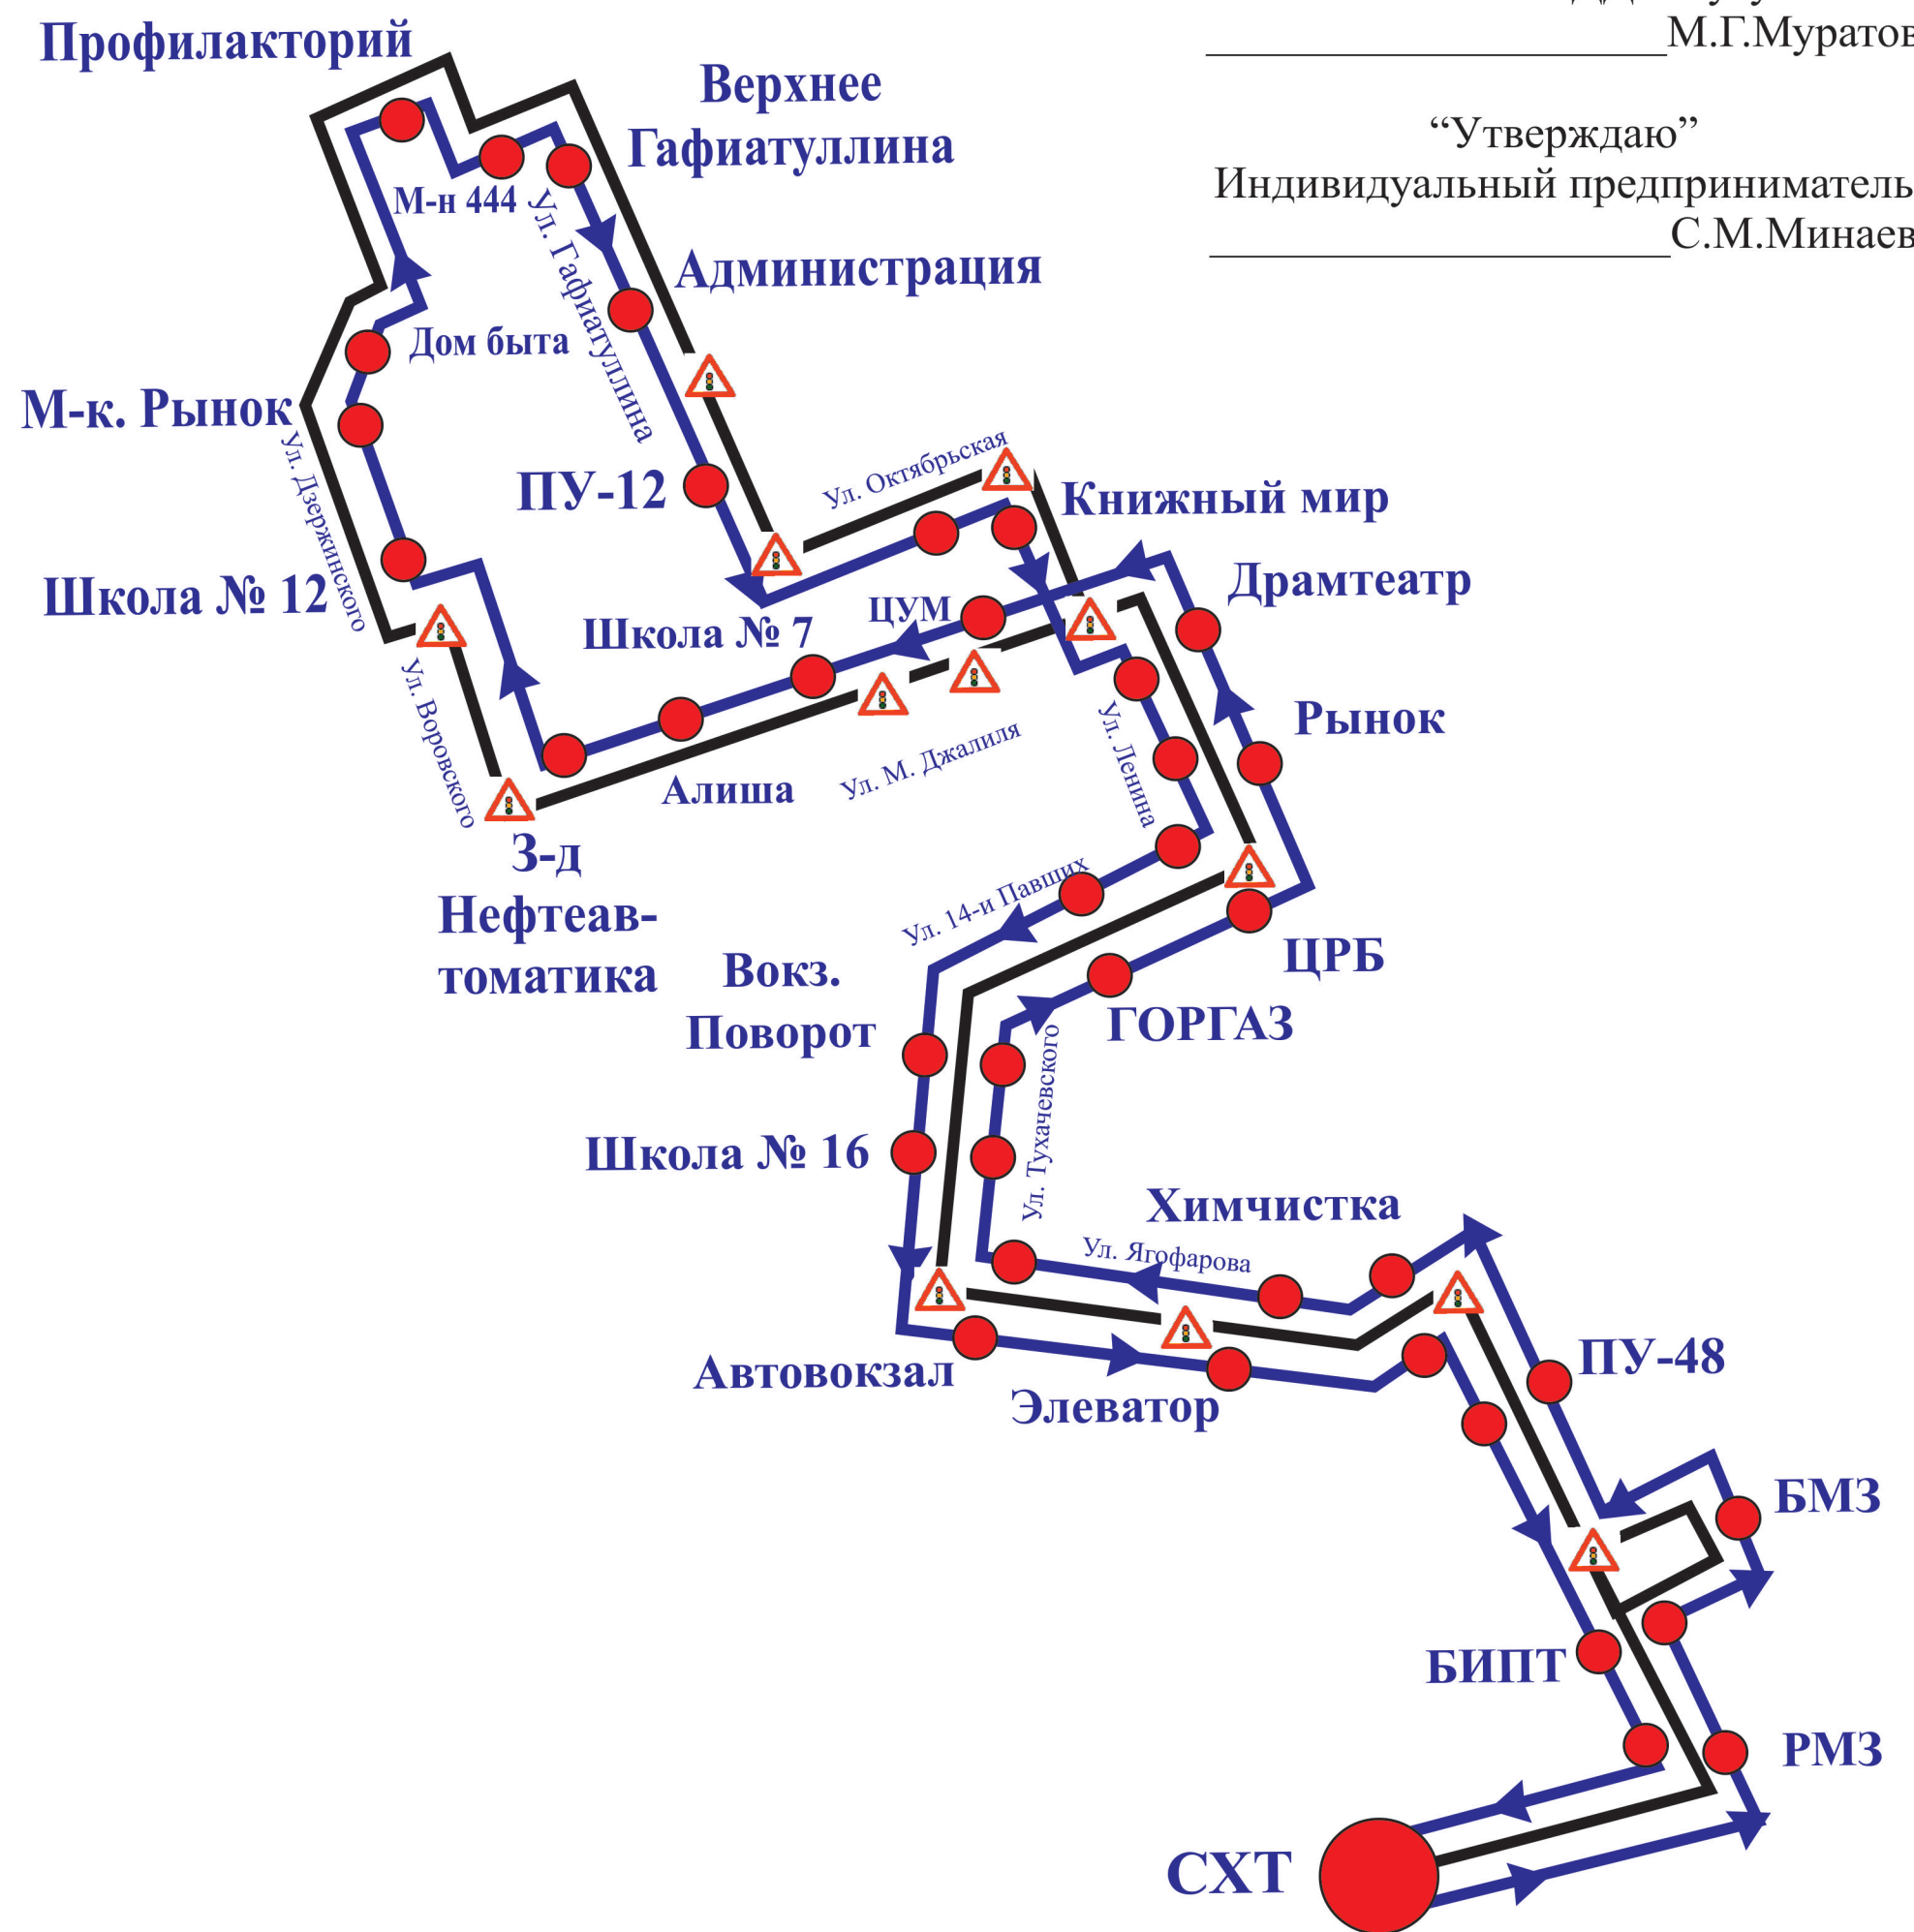 М.Г.Муратов
“Утверждаю”
Индивидуальный предприниматель
С.М.Минаев
Профилакторий
Верхнее
Гафиатуллина
М-н 444
Ул. Гафиатуллина
Администрация
Дом быта
М-к. Рынок
Ул. Дзержинского
ПУ-12
Ул. Октябрьская
Книжный мир
Школа № 12
Драмтеатр
ЦУМ
Школа № 7
Ул. Воровского
Рынок
Ул. М. Джалиля
Ул. Ленина
Алиша
З-д
Нефтеав-
томатика
Ул. 14-и Павших
ЦРБ
Вокз.
Поворот
ГОРГАЗ
Ул. Тухачевского
Школа № 16
Химчистка
Ул. Ягофарова
Автовокзал
Элеватор
ПУ-48
БМЗ
БИПТ
РМЗ
СХТ